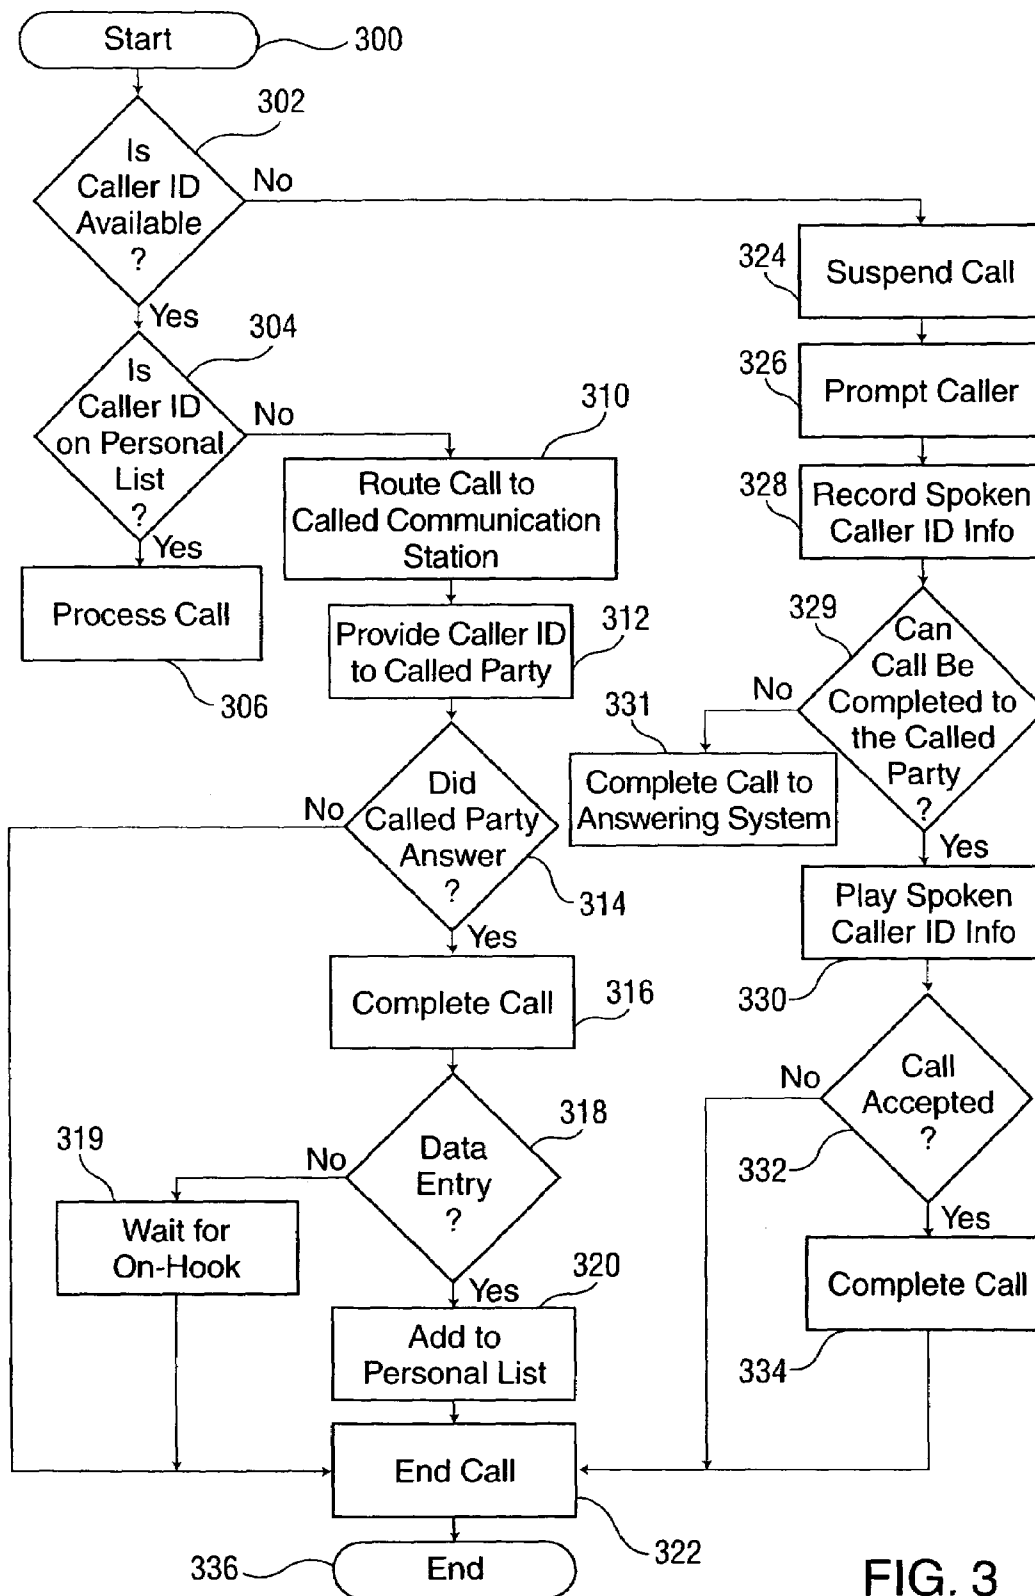 Start
300
302
Is
Caller ID
Available
?
No
Yes
324
Suspend Call
304
Is
Caller ID
on Personal
List
?
No
Yes
326
Prompt Caller
310
Route Call to
Called Communication
Station
328
Record Spoken
Caller ID Info
Process Call
306
Provide Caller ID
to Called Party
312
329
Can
Call Be
Completed to
the Called
Party
?
No
Yes
331
Complete Call to
Answering System
Did
Called Party
Answer
?
No
314
Yes
Play Spoken
Caller ID Info
330
Complete Call
316
Call
Accepted
?
No
332
Yes
Data
Entry
?
318
No
319
Wait for
On-Hook
Yes
320
Add to
Personal List
Complete Call
334
End Call
322
End
336
FIG. 3